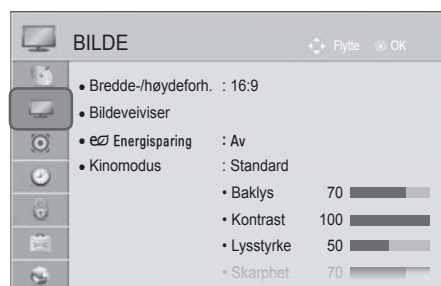 BILDE
Flytte OK
• Bredde-/høydeforh. : 16:9
• Bildeveiviser
• e Energisparing : Av
• Kinomodus : Standard
• Baklys 70
• Kontrast 100
• Lysstyrke 50
• Skarphet 70